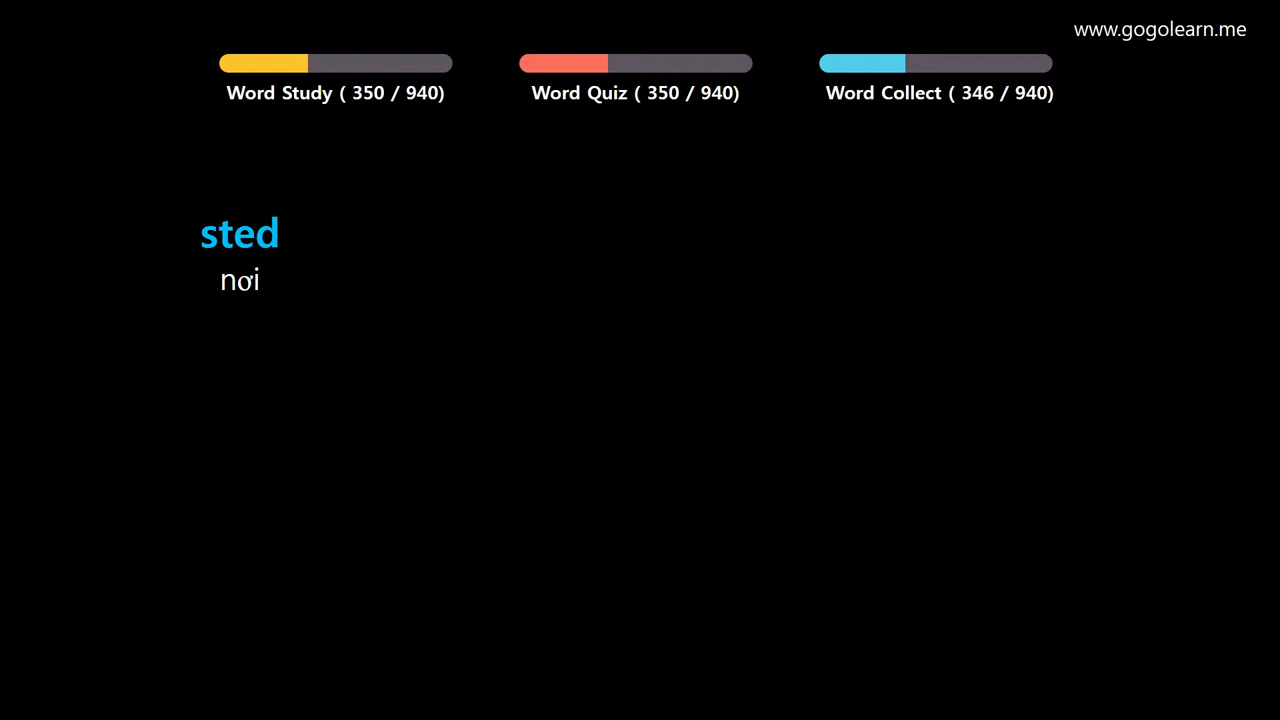 www.gogolearn.me
Word Study ( 350 / 940)
Word Quiz ( 350 / 940)
Word Collect ( 346 / 940)
sted
nơi